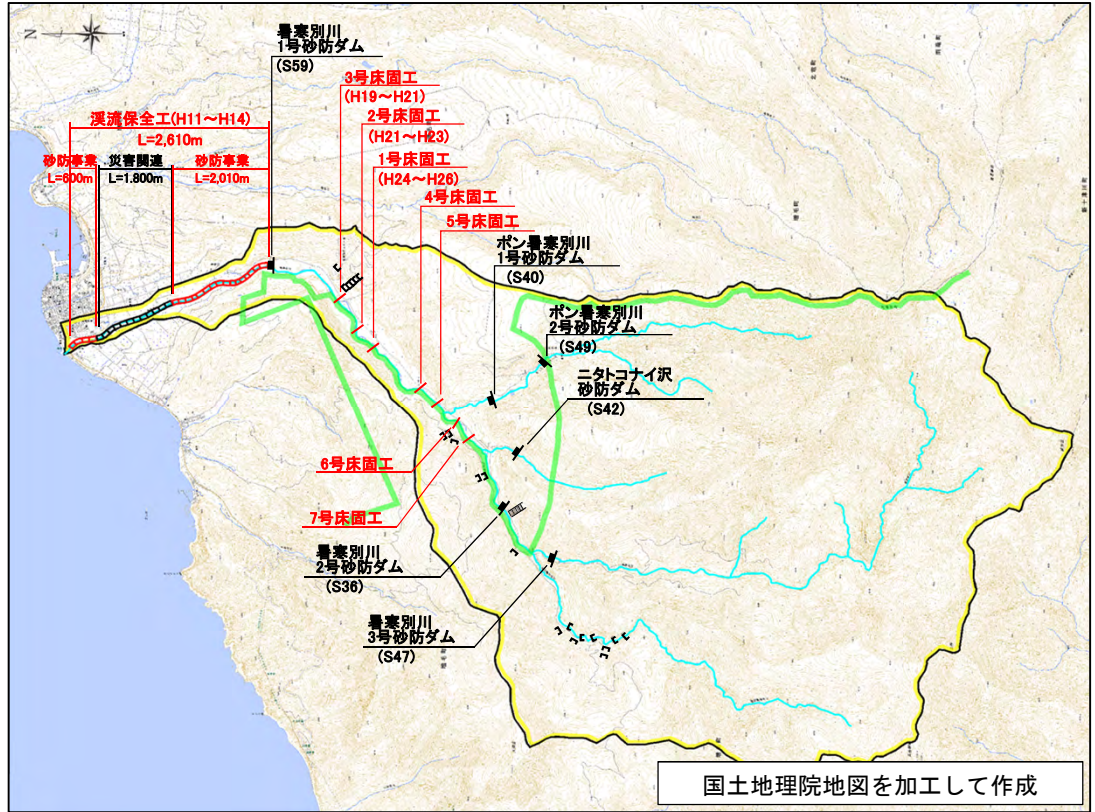 N
暑寒別川
1号砂防ダム
(S59)
3号床固工
(H19～H21)
2号床固工
(H21～H23)
1号床固工
(H24～H26)
4号床固工
5号床固工
渓流保全工(H11～H14)
L=2,610m
砂防事業
L=600m
災害関連
L=1.800m
砂防事業
L=2,010m
ポン暑寒別川
1号砂防ダム
(S40)
ポン暑寒別川
2号砂防ダム
(S49)
ニタトコナイ沢
砂防ダム
(S42)
6号床固工
7号床固工
暑寒別川
2号砂防ダム
(S36)
暑寒別川
3号砂防ダム
(S47)
国土地理院地図を加工して作成